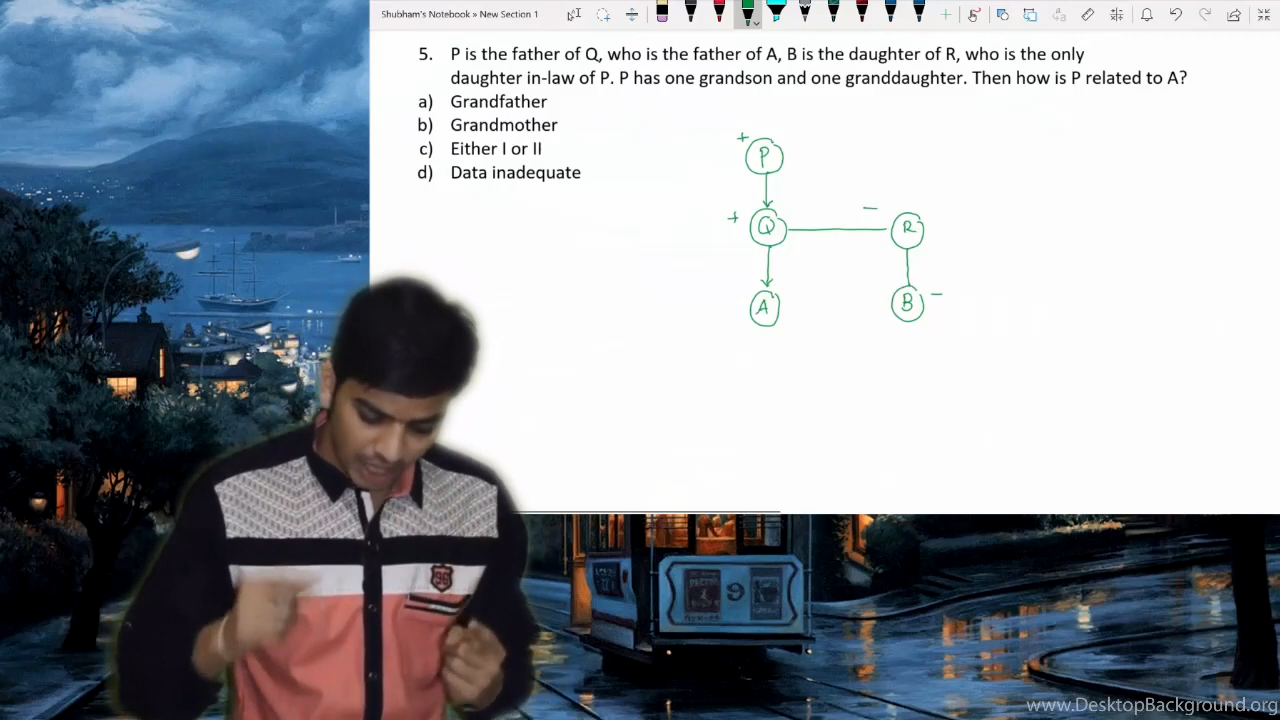 Shubham's Notebook » New Section 1
5. P is the father of Q, who is the father of A, B is the daughter of R, who is the only
daughter in-law of P. P has one grandson and one granddaughter. Then how is P related to A?
a) Grandfather
b) Grandmother
c) Either I or II
d) Data inadequate
+ P
+ Q — R
A B —
96
9
www.DesktopBackground.org